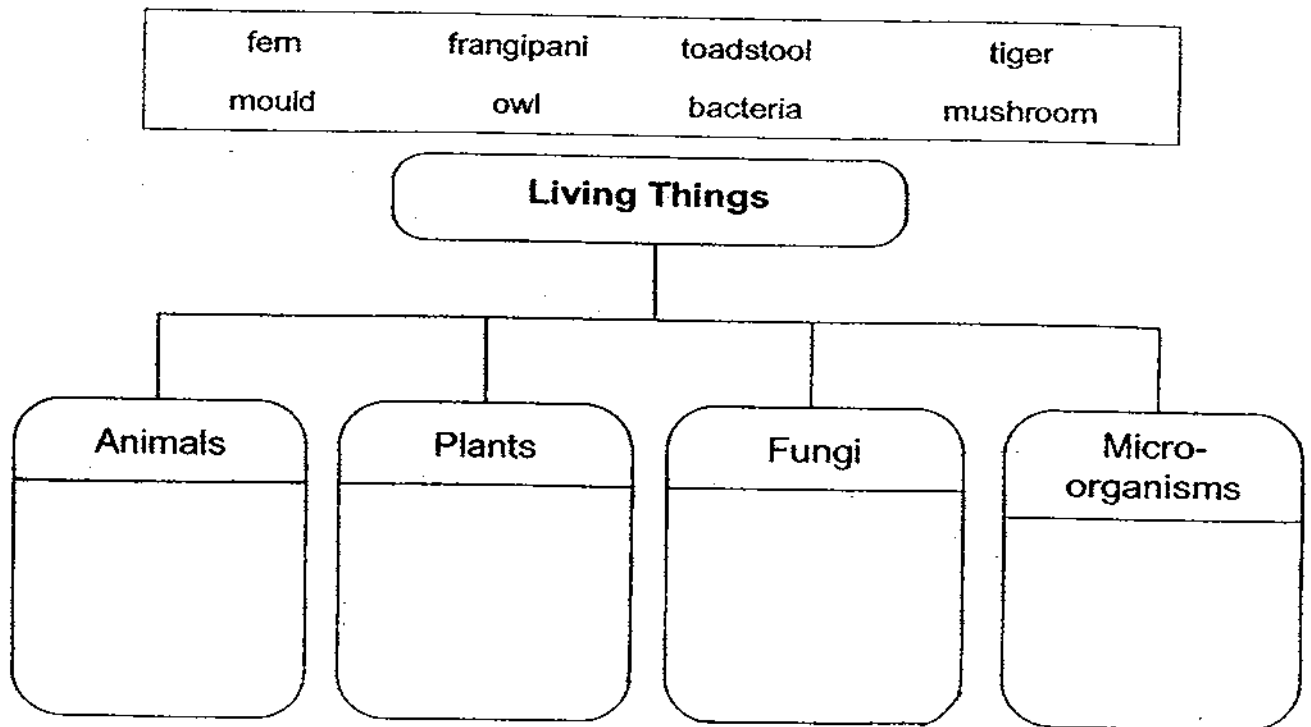 fern frangipani toadstool tiger
mould owl bacteria mushroom
Living Things
Animals Plants Fungi Micro-
organisms